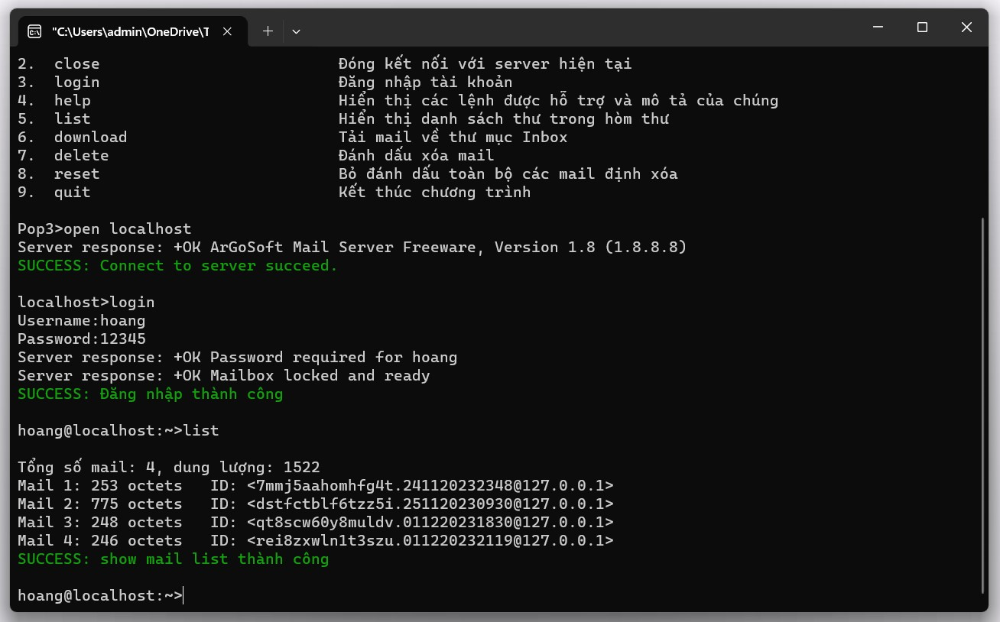 "C:\Users\admin\OneDrive\T
2. close Đóng kết nối với server hiện tại
3. login Đăng nhập tài khoản
4. help Hiển thị các lệnh được hỗ trợ và mô tả của chúng
5. list Hiển thị danh sách thư trong hòm thư
6. download Tải mail về thư mục Inbox
7. delete Đánh dấu xóa mail
8. reset Bỏ đánh dấu toàn bộ các mail định xóa
9. quit Kết thúc chương trình
Pop3>open localhost
Server response: +OK ArGoSoft Mail Server Freeware, Version 1.8 (1.8.8.8)
SUCCESS: Connect to server succeed.
localhost>login
Username:hoang
Password:12345
Server response: +OK Password required for hoang
Server response: +OK Mailbox locked and ready
SUCCESS: Đăng nhập thành công
hoang@localhost:~>list
Tổng số mail: 4, dung lượng: 1522
Mail 1: 253 octets ID: <7mmj5aahomhfg4t.241120232348@127.0.0.1>
Mail 2: 775 octets ID: <dstfctblf6tzz5i.251120230930@127.0.0.1>
Mail 3: 248 octets ID: <qt8scw60y8muldv.011220231830@127.0.0.1>
Mail 4: 246 octets ID: <rei8zxwln1t3szu.011220232119@127.0.0.1>
SUCCESS: show mail list thành công
hoang@localhost:~>